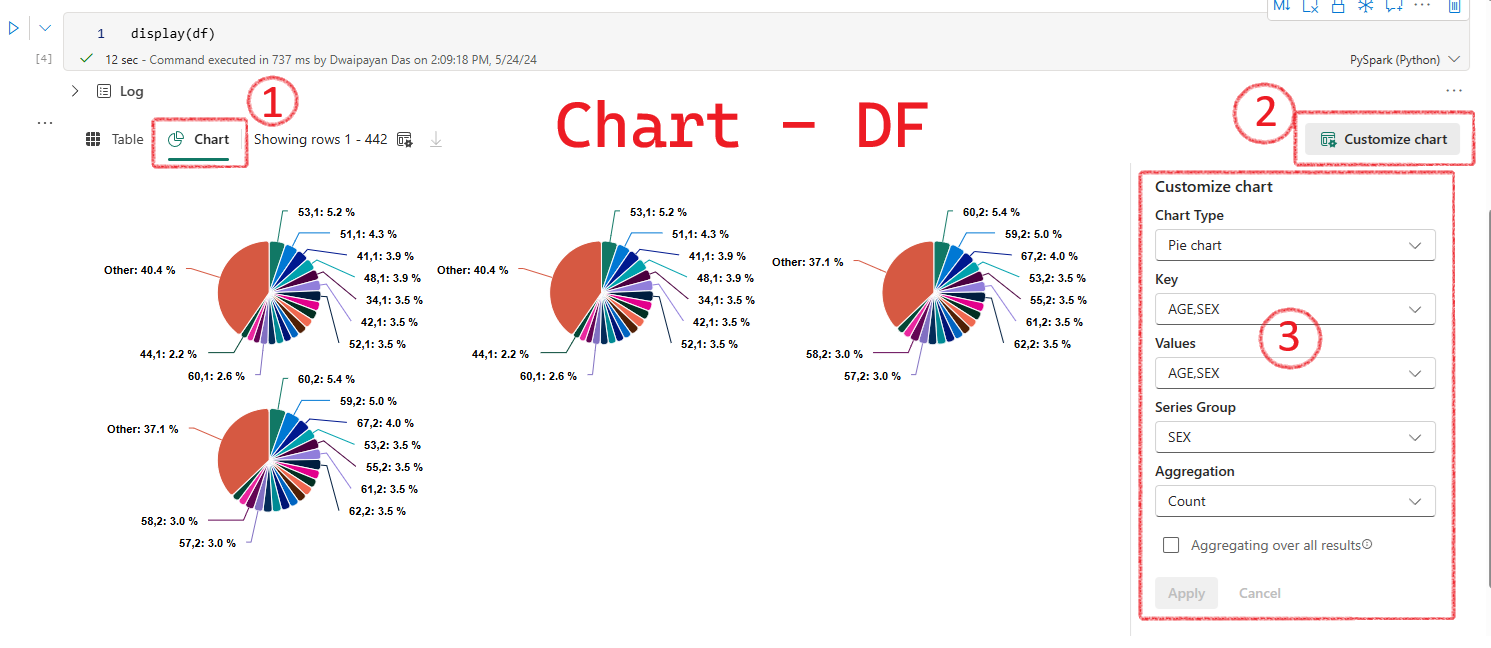 M↓
1 display(df)
[4]
12 sec - Command executed in 737 ms by Dwaipayan Das on 2:09:18 PM, 5/24/24
PySpark (Python)
Log
1
Chart - DF
2
Table
Chart
Showing rows 1 - 442
Customize chart
53,1: 5.2 %
51,1: 4.3 %
41,1: 3.9 %
48,1: 3.9 %
34,1: 3.5 %
42,1: 3.5 %
52,1: 3.5 %
60,1: 2.6 %
44,1: 2.2 %
Other: 40.4 %
53,1: 5.2 %
51,1: 4.3 %
41,1: 3.9 %
48,1: 3.9 %
34,1: 3.5 %
42,1: 3.5 %
52,1: 3.5 %
60,1: 2.6 %
44,1: 2.2 %
Other: 40.4 %
60,2: 5.4 %
59,2: 5.0 %
67,2: 4.0 %
53,2: 3.5 %
55,2: 3.5 %
61,2: 3.5 %
62,2: 3.5 %
57,2: 3.0 %
58,2: 3.0 %
Other: 37.1 %
60,2: 5.4 %
59,2: 5.0 %
67,2: 4.0 %
53,2: 3.5 %
55,2: 3.5 %
61,2: 3.5 %
62,2: 3.5 %
57,2: 3.0 %
58,2: 3.0 %
Other: 37.1 %
Customize chart
Chart Type
Pie chart
Key
AGE,SEX
3
Values
AGE,SEX
Series Group
SEX
Aggregation
Count
Aggregating over all results
Apply
Cancel